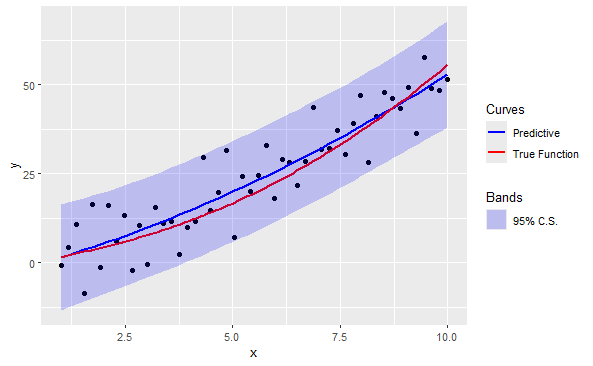 50
25
0
y
2.5
5.0
7.5
10.0
x
Curves
Predictive
True Function
Bands
95% C.S.